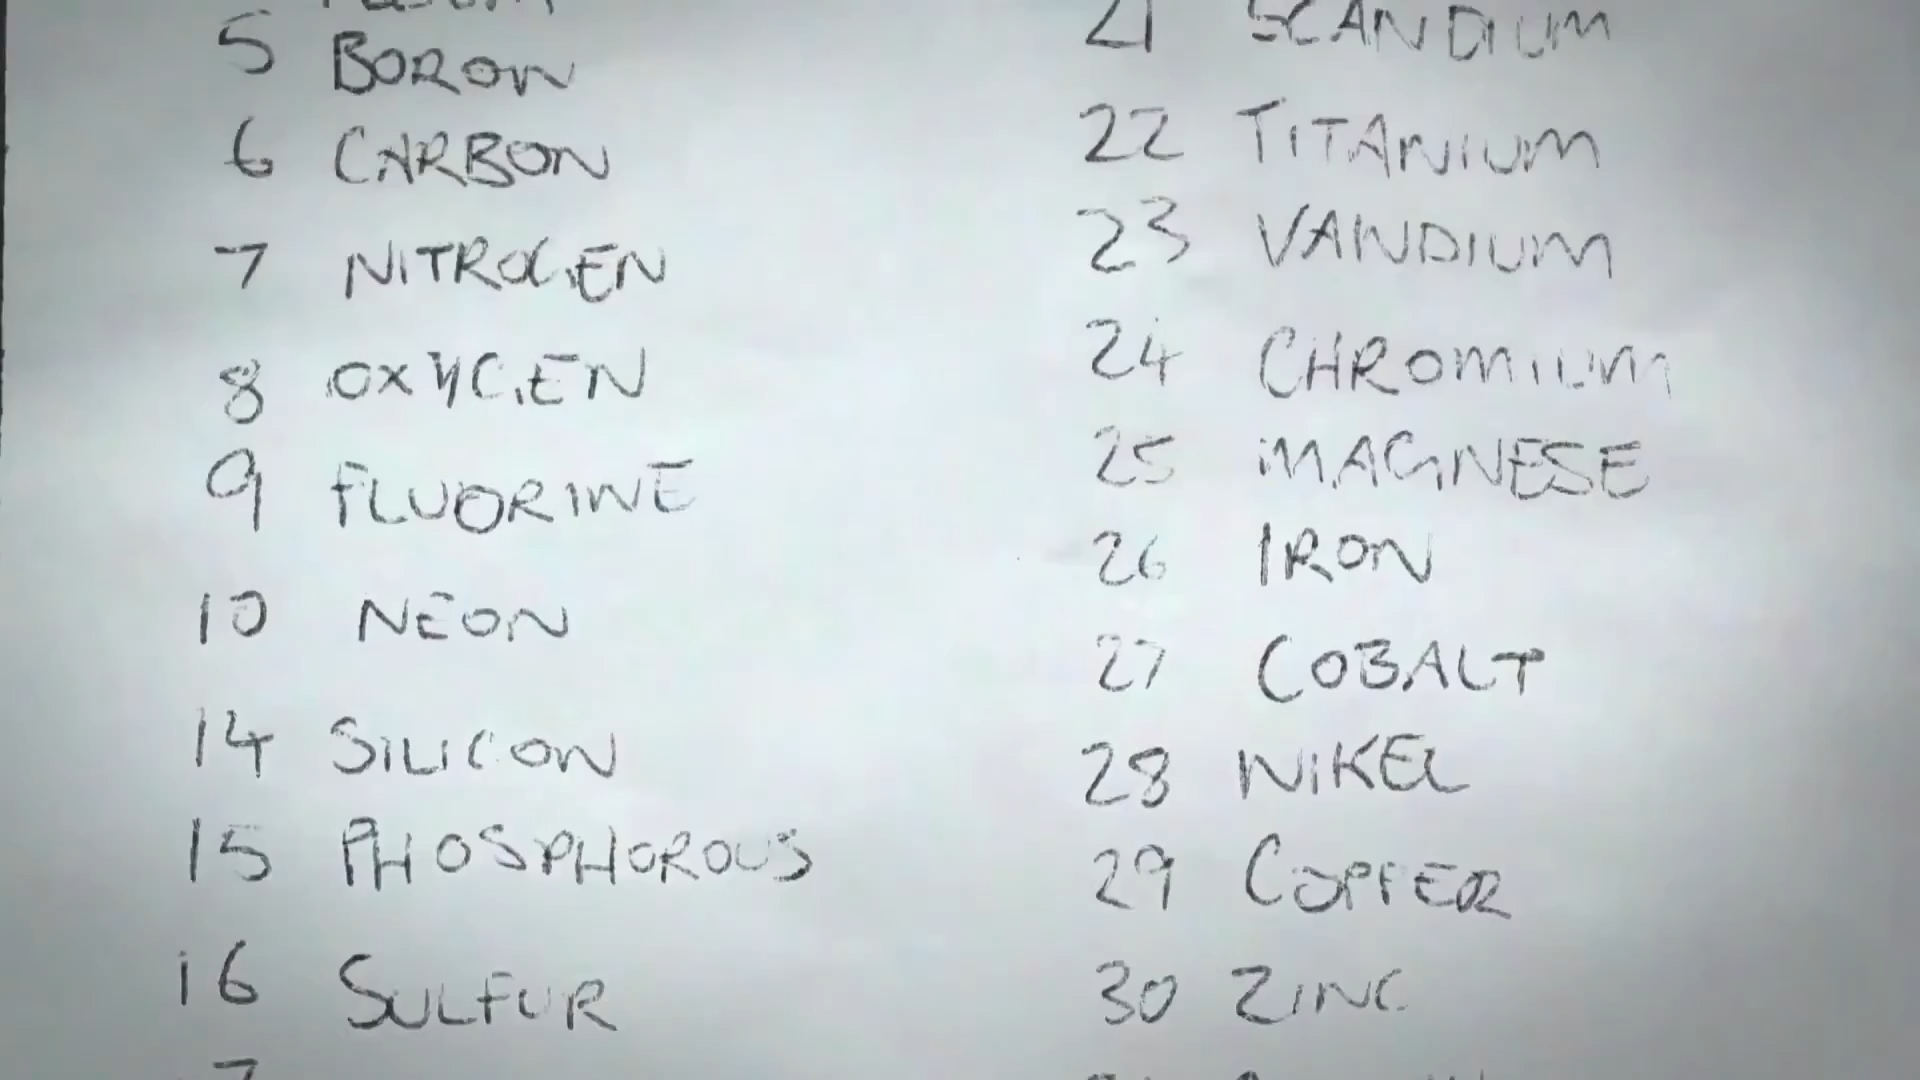 5 BORON
6 CARBON
7 NITROGEN
8 OXYGEN
9 FLUORINE
10 NEON
14 SILICON
15 PHOSPHOROUS
16 SULFUR
7
21 SCANDIUM
22 TITANIUM
23 VANDIUM
24 CHROMIUM
25 MAGNESE
26 IRON
27 COBALT
28 NIKEL
29 COPPER
30 ZINC